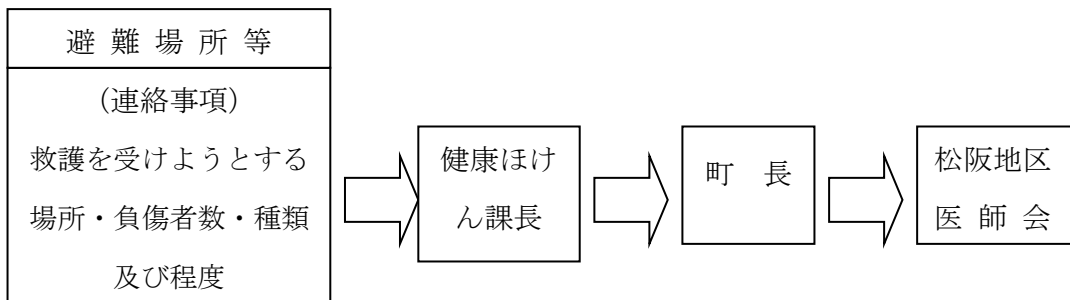 避難場所等
(連絡事項)
救護を受けようとする
場所・負傷者数・種類
及び程度
健康ほけ
ん課長
町　長
松阪地区
医師会